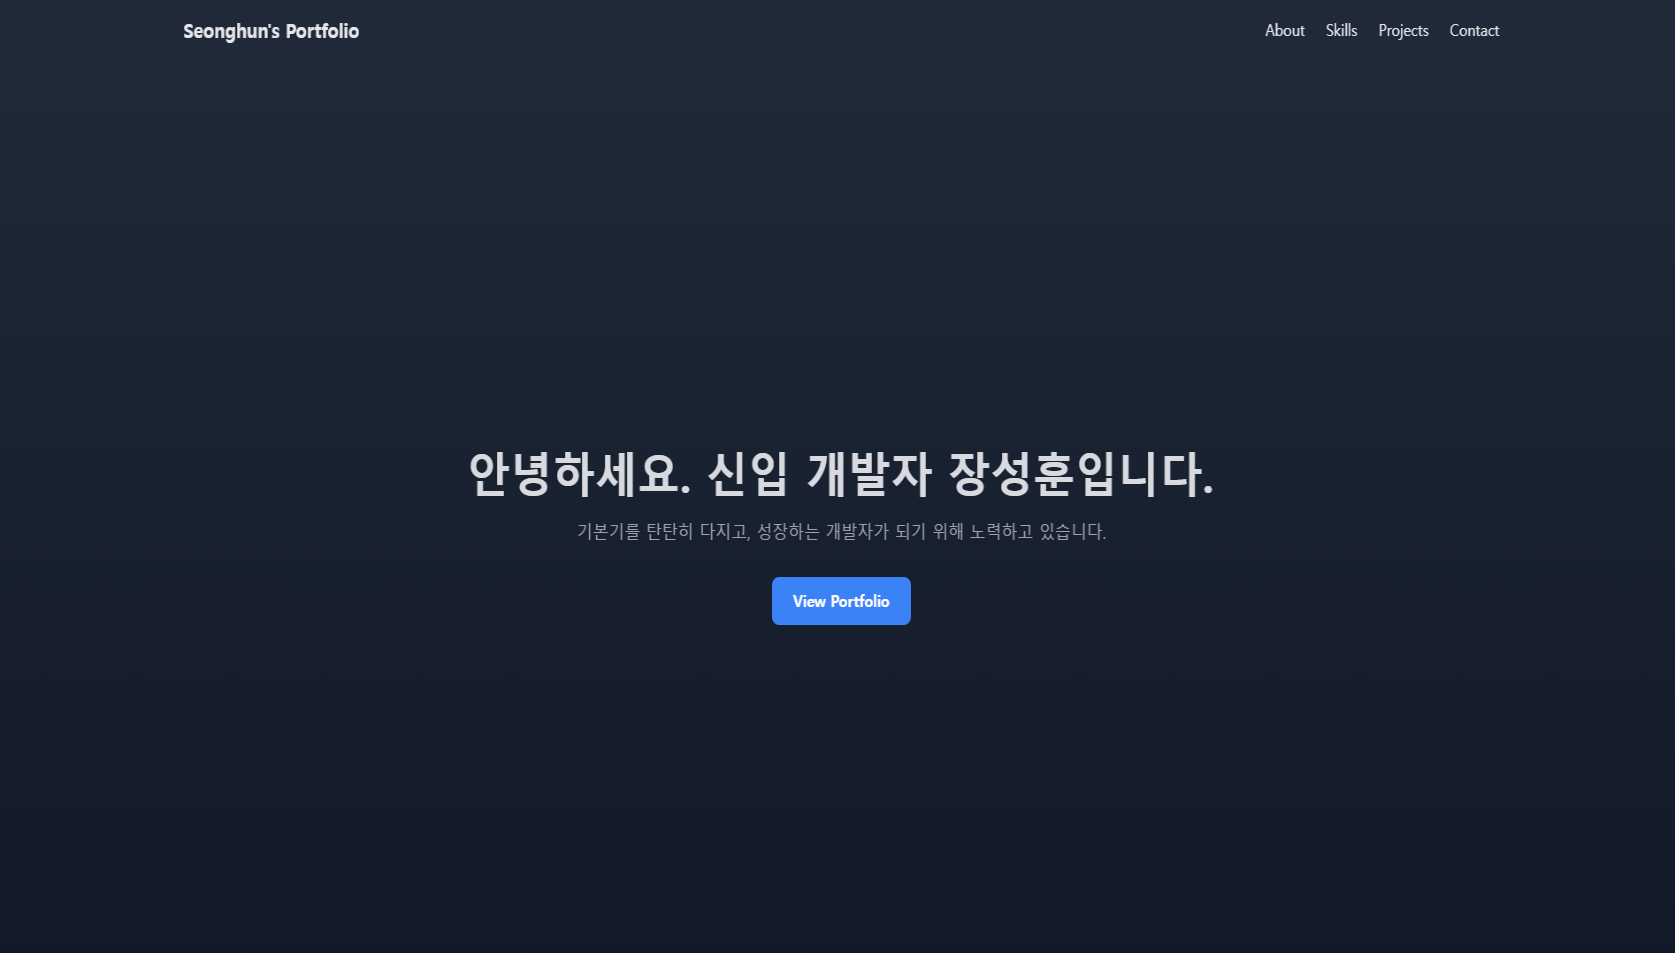 Seonghun's Portfolio
About Skills Projects Contact
안녕하세요. 신입 개발자 장성훈입니다.
기본기를 탄탄히 다지고, 성장하는 개발자가 되기 위해 노력하고 있습니다.
View Portfolio